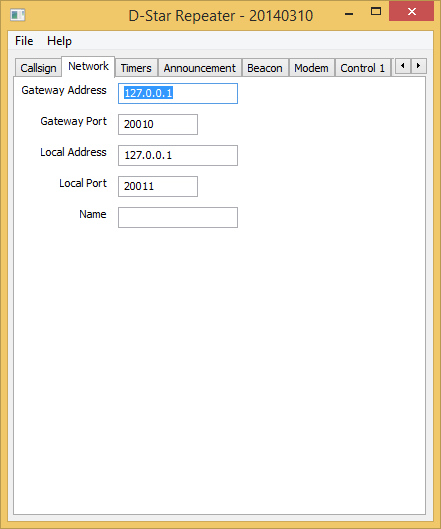 D-Star Repeater - 20140310
File Help
Callsign Network Timers Announcement Beacon Modem Control 1
Gateway Address 127.0.0.1
Gateway Port 20010
Local Address 127.0.0.1
Local Port 20011
Name